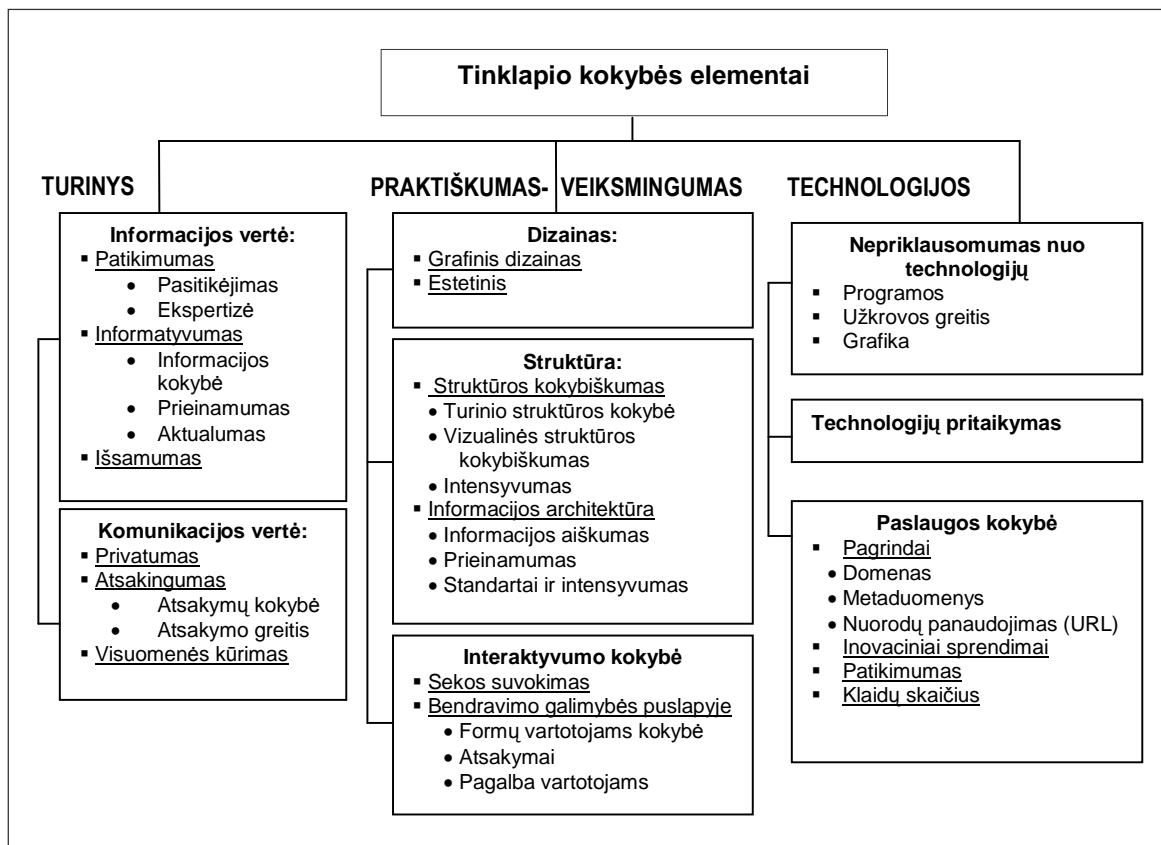 Tinklapio kokybės elementai
TURINYS
Informacijos vertė:
▪ Patikimumas
• Pasitikėjimas
• Ekspertizė
▪ Informatyvumas
• Informacijos
kokybė
• Prieinamumas
• Aktualumas
▪ Išsamumas
Komunikacijos vertė:
▪ Privatumas
▪ Atsakingumas
• Atsakymų kokybė
• Atsakymo greitis
▪ Visuomenės kūrimas
PRAKTIŠKUMAS- VEIKSMINGUMAS
Dizainas:
▪ Grafinis dizainas
▪ Estetinis
Struktūra:
▪ Struktūros kokybiškumas
• Turinio struktūros kokybė
• Vizualinės struktūros
kokybiškumas
• Intensyvumas
▪ Informacijos architektūra
• Informacijos aiškumas
• Prieinamumas
• Standartai ir intensyvumas
Interaktyvumo kokybė
▪ Sekos suvokimas
▪ Bendravimo galimybės puslapyje
• Formų vartotojams kokybė
• Atsakymai
• Pagalba vartotojams
TECHNOLOGIJOS
Nepriklausomumas nuo
technologijų
▪ Programos
▪ Užkrovos greitis
▪ Grafika
Technologijų pritaikymas
Paslaugos kokybė
▪ Pagrindai
• Domenas
• Metaduomenys
• Nuorodų panaudojimas (URL)
▪ Inovaciniai sprendimai
▪ Patikimumas
▪ Klaidų skaičius